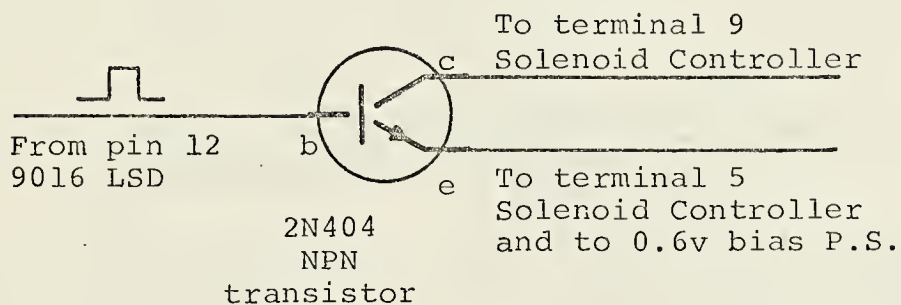 To terminal 9
c Solenoid Controller
From pin 12
9016 LSD
b
e
To terminal 5
Solenoid Controller
and to 0.6v bias P.S.
2N404
NPN
transistor